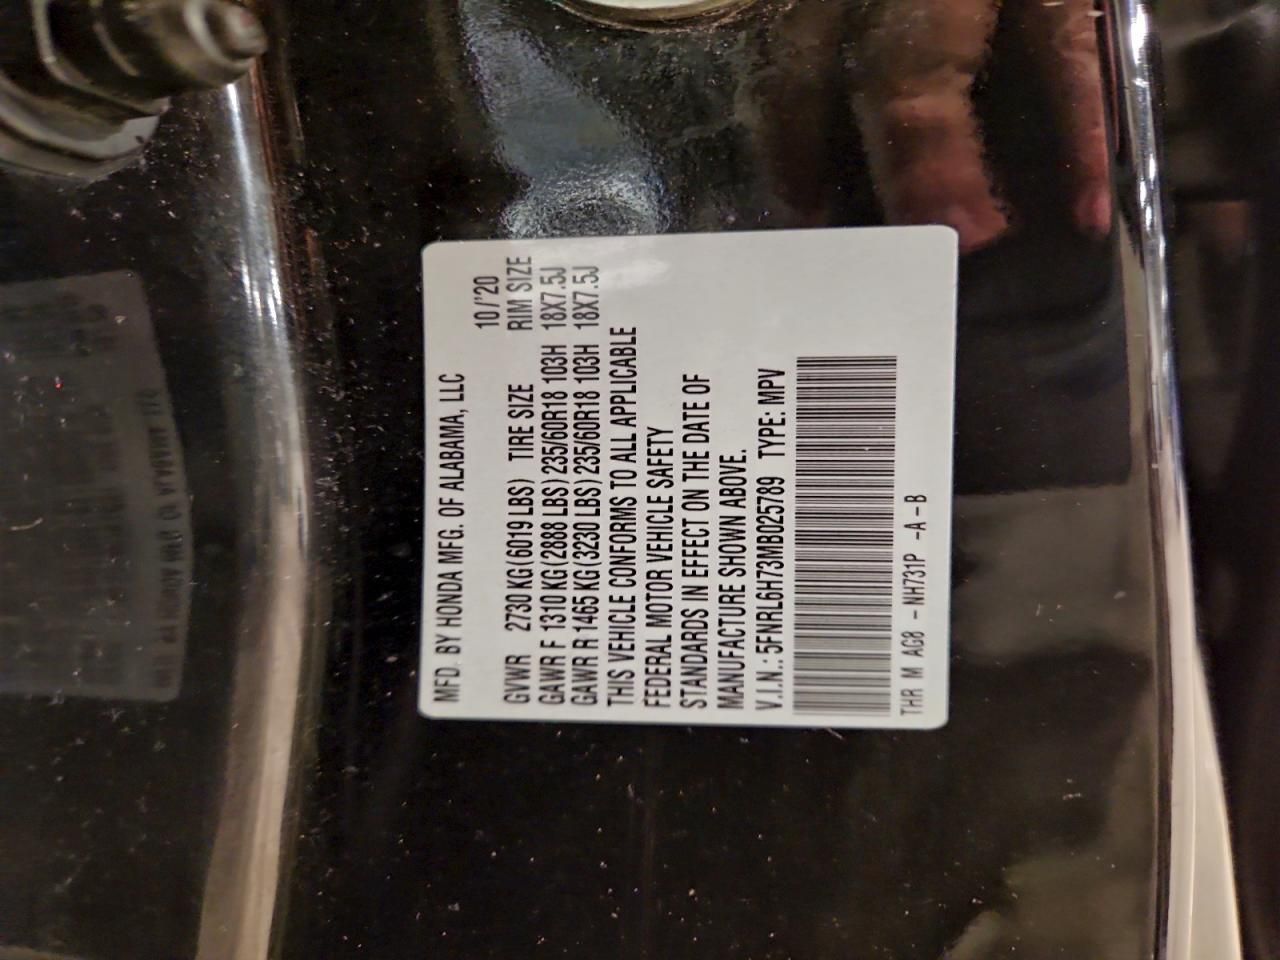 MFD. BY HONDA MFG. OF ALABAMA, LLC
10/'20
GVWR 2730 KG (6019 LBS) TIRE SIZE RIM SIZE
GAWR F 1310 KG (2888 LBS) 235/60R18 103H 18X7.5J
GAWR R 1465 KG (3230 LBS) 235/60R18 103H 18X7.5J
THIS VEHICLE CONFORMS TO ALL APPLICABLE
FEDERAL MOTOR VEHICLE SAFETY
STANDARDS IN EFFECT ON THE DATE OF
MANUFACTURE SHOWN ABOVE.
V.I.N.: 5FNRL6H73MB025789 TYPE: MPV
THR M AG8 -NH731P -A-B